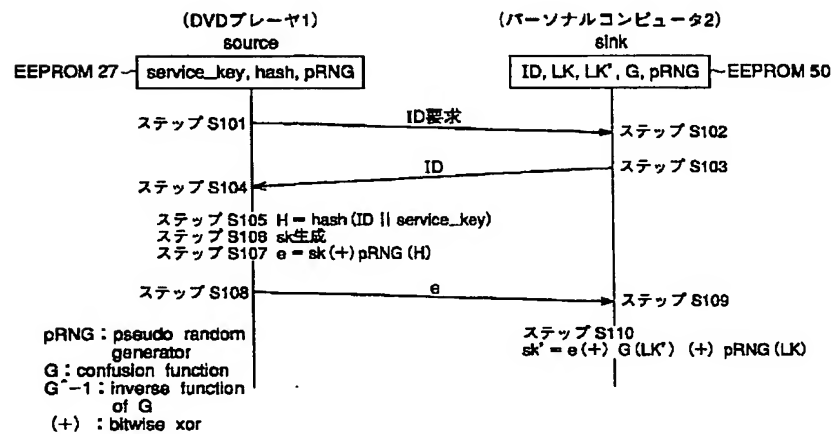 (DVDプレーヤ1)
source
(パーソナルコンピュータ2)
sink
EEPROM 27
service_key, hash, pRNG
ID, LK, LK', G, pRNG
EEPROM 50
ステップ S101
ID要求
ステップ S102
ID
ステップ S103
ステップ S104
ステップ S105 H = hash (ID || service_key)
ステップ S106 sk生成
ステップ S107 e = sk (+) pRNG (H)
ステップ S108
e
ステップ S109
ステップ S110
sk' = e (+) G (LK') (+) pRNG (LK)
pRNG : pseudo random
generator
G : confusion function
G^-1 : inverse function
of G
(+) : bitwise xor